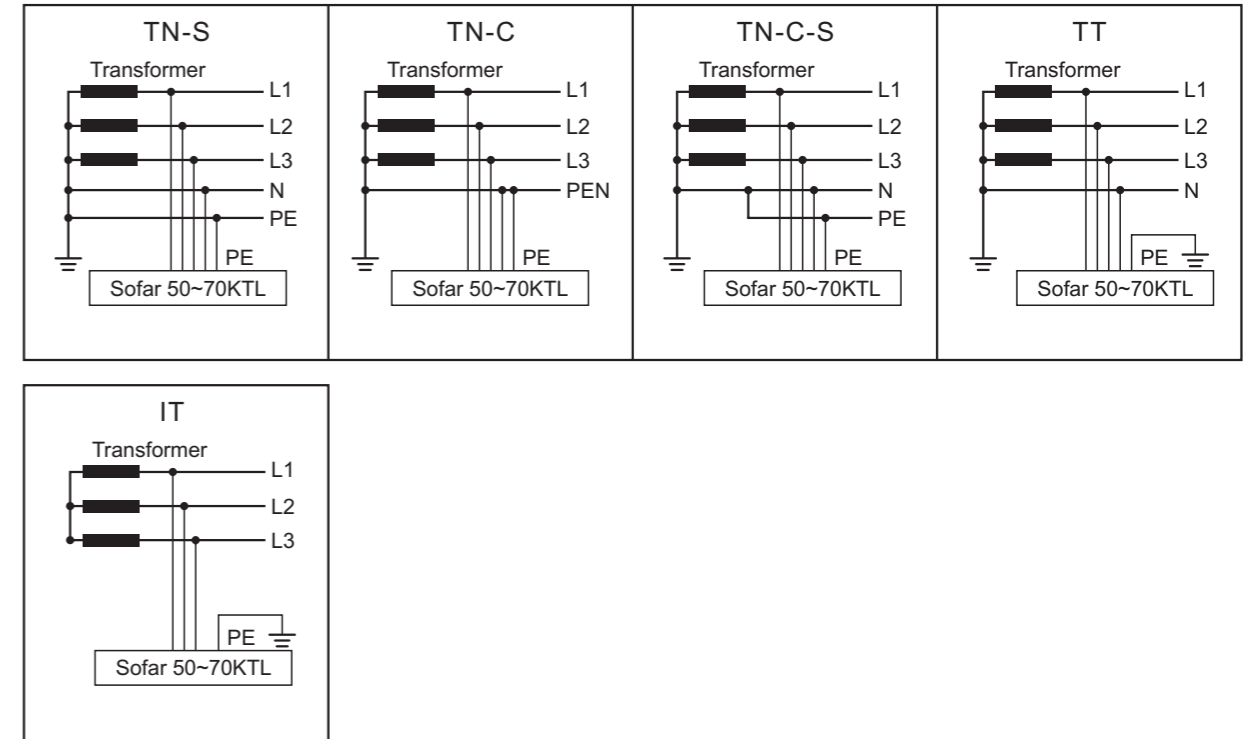 TN-S
Transformer
L1
L2
L3
N
PE
PE
Sofar 50~70KTL
TN-C
Transformer
L1
L2
L3
PEN
PE
Sofar 50~70KTL
TN-C-S
Transformer
L1
L2
L3
N
PE
PE
Sofar 50~70KTL
TT
Transformer
L1
L2
L3
N
PE
Sofar 50~70KTL
IT
Transformer
L1
L2
L3
PE
Sofar 50~70KTL